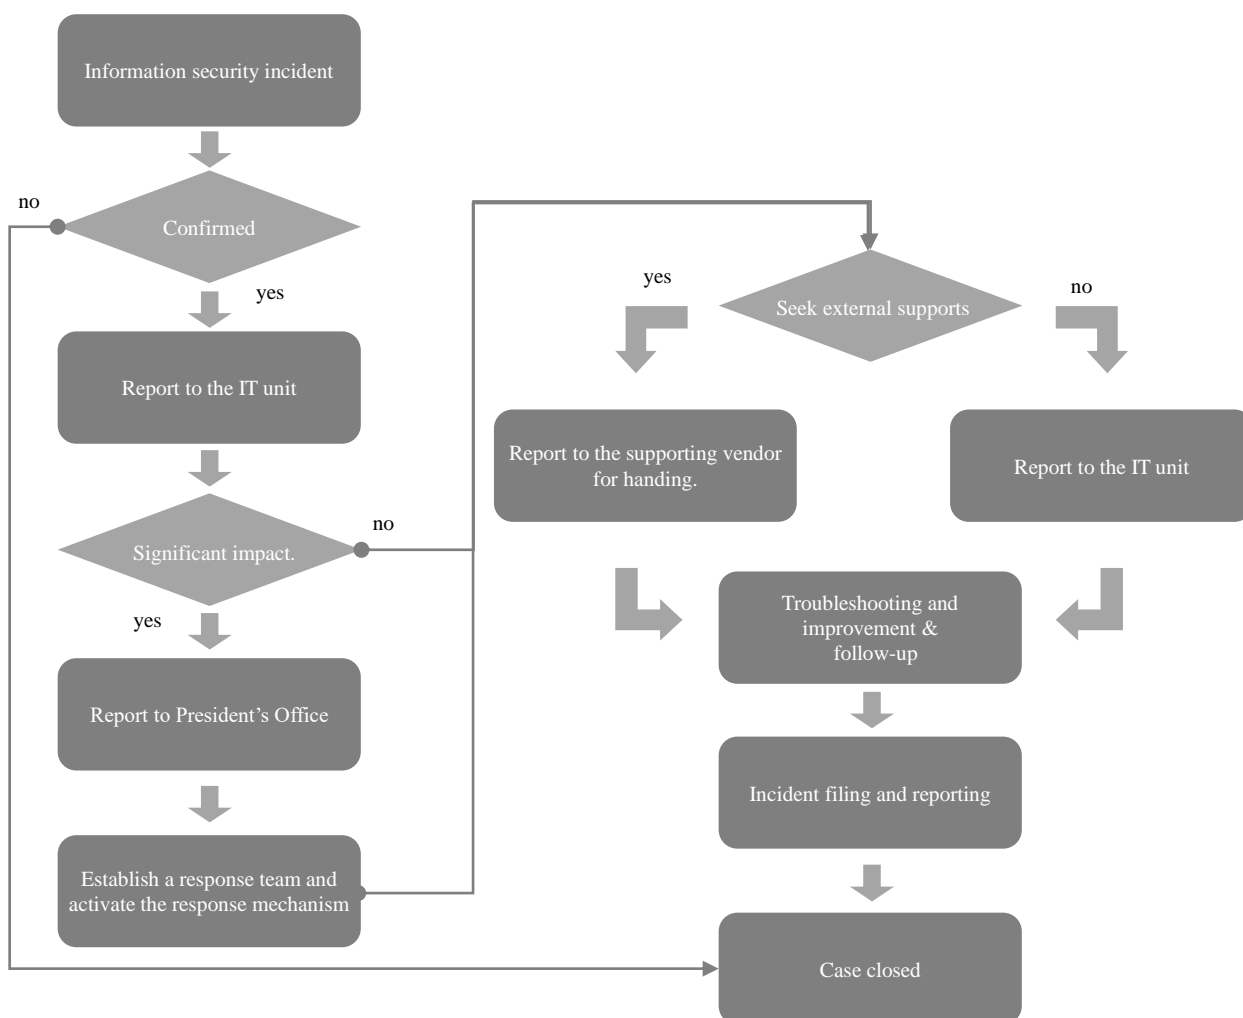 Information security incident
no
Confirmed
yes
Report to the IT unit
no
Significant impact.
yes
Report to President’s Office
Establish a response team and
activate the response mechanism
yes
Seek external supports
no
Report to the supporting vendor
for handing.
Report to the IT unit
Troubleshooting and
improvement &
follow-up
Incident filing and reporting
Case closed